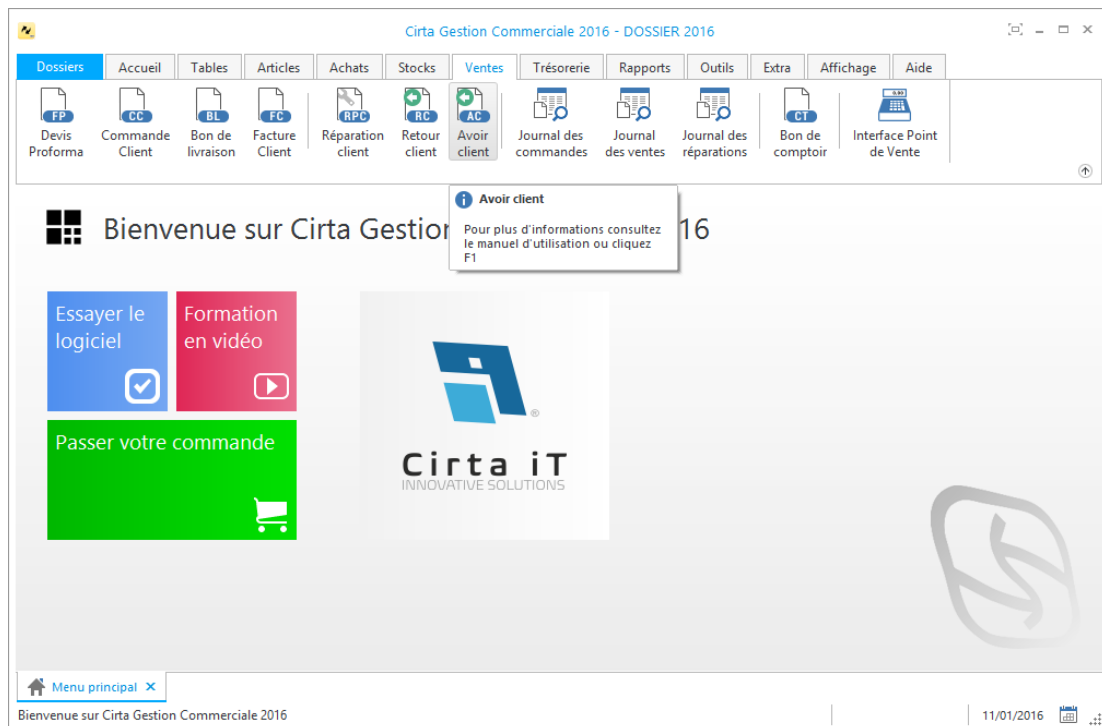 Cirta Gestion Commerciale 2016 - DOSSIER 2016
Dossiers Accueil Tables Articles Achats Stocks Ventes Trésorerie Rapports Outils Extra Affichage Aide
FP CC BL FC RPC RC AC CT 0.00
Devis Proforma
Commande Client
Bon de livraison
Facture Client
Réparation client
Retour client
Avoir client
Journal des commandes
Journal des ventes
Journal des réparations
Bon de comptoir
Interface Point de Vente
Avoir client
Pour plus d'informations consultez
le manuel d'utilisation ou cliquez
F1
Bienvenue sur Cirta Gestion 16
Essayer le
logiciel
Formation
en vidéo
Passer votre commande
®
Cirta iT
INNOVATIVE SOLUTIONS
Menu principal
Bienvenue sur Cirta Gestion Commerciale 2016
11/01/2016